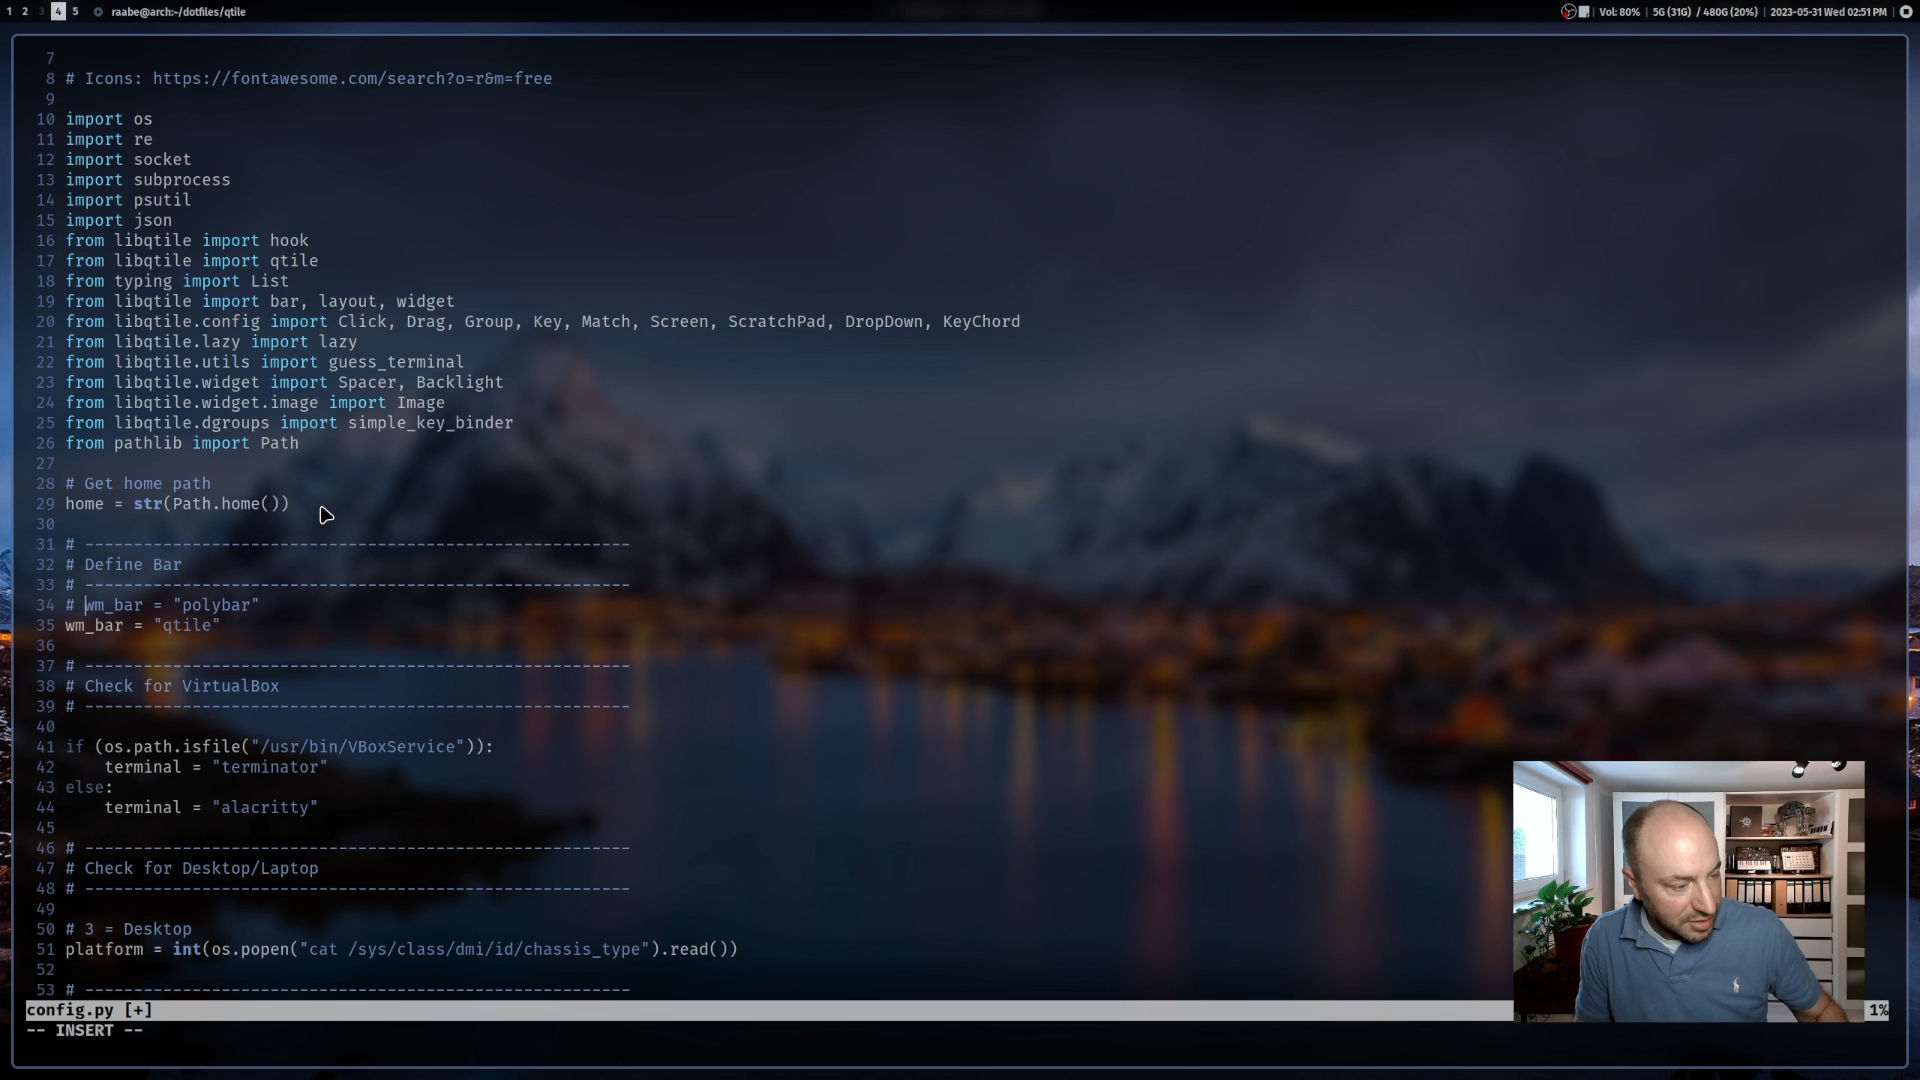 1 2 3 4 5 raabe@arch:~/dotfiles/qtile
Vol: 80% | 5G (31G) / 480G (20%) | 2023-05-31 Wed 02:51 PM
7
8 # Icons: https://fontawesome.com/search?o=r&m=free
9
10 import os
11 import re
12 import socket
13 import subprocess
14 import psutil
15 import json
16 from libqtile import hook
17 from libqtile import qtile
18 from typing import List
19 from libqtile import bar, layout, widget
20 from libqtile.config import Click, Drag, Group, Key, Match, Screen, ScratchPad, DropDown, KeyChord
21 from libqtile.lazy import lazy
22 from libqtile.utils import guess_terminal
23 from libqtile.widget import Spacer, Backlight
24 from libqtile.widget.image import Image
25 from libqtile.dgroups import simple_key_binder
26 from pathlib import Path
27
28 # Get home path
29 home = str(Path.home())
30
31 # --------------------------------------------------------
32 # Define Bar
33 # --------------------------------------------------------
34 # wm_bar = "polybar"
35 wm_bar = "qtile"
36
37 # --------------------------------------------------------
38 # Check for VirtualBox
39 # --------------------------------------------------------
40
41 if (os.path.isfile("/usr/bin/VBoxService")):
42     terminal = "terminator"
43 else:
44     terminal = "alacritty"
45
46 # --------------------------------------------------------
47 # Check for Desktop/Laptop
48 # --------------------------------------------------------
49
50 # 3 = Desktop
51 platform = int(os.popen("cat /sys/class/dmi/id/chassis_type").read())
52
53 # --------------------------------------------------------
config.py [+] 1%
-- INSERT --